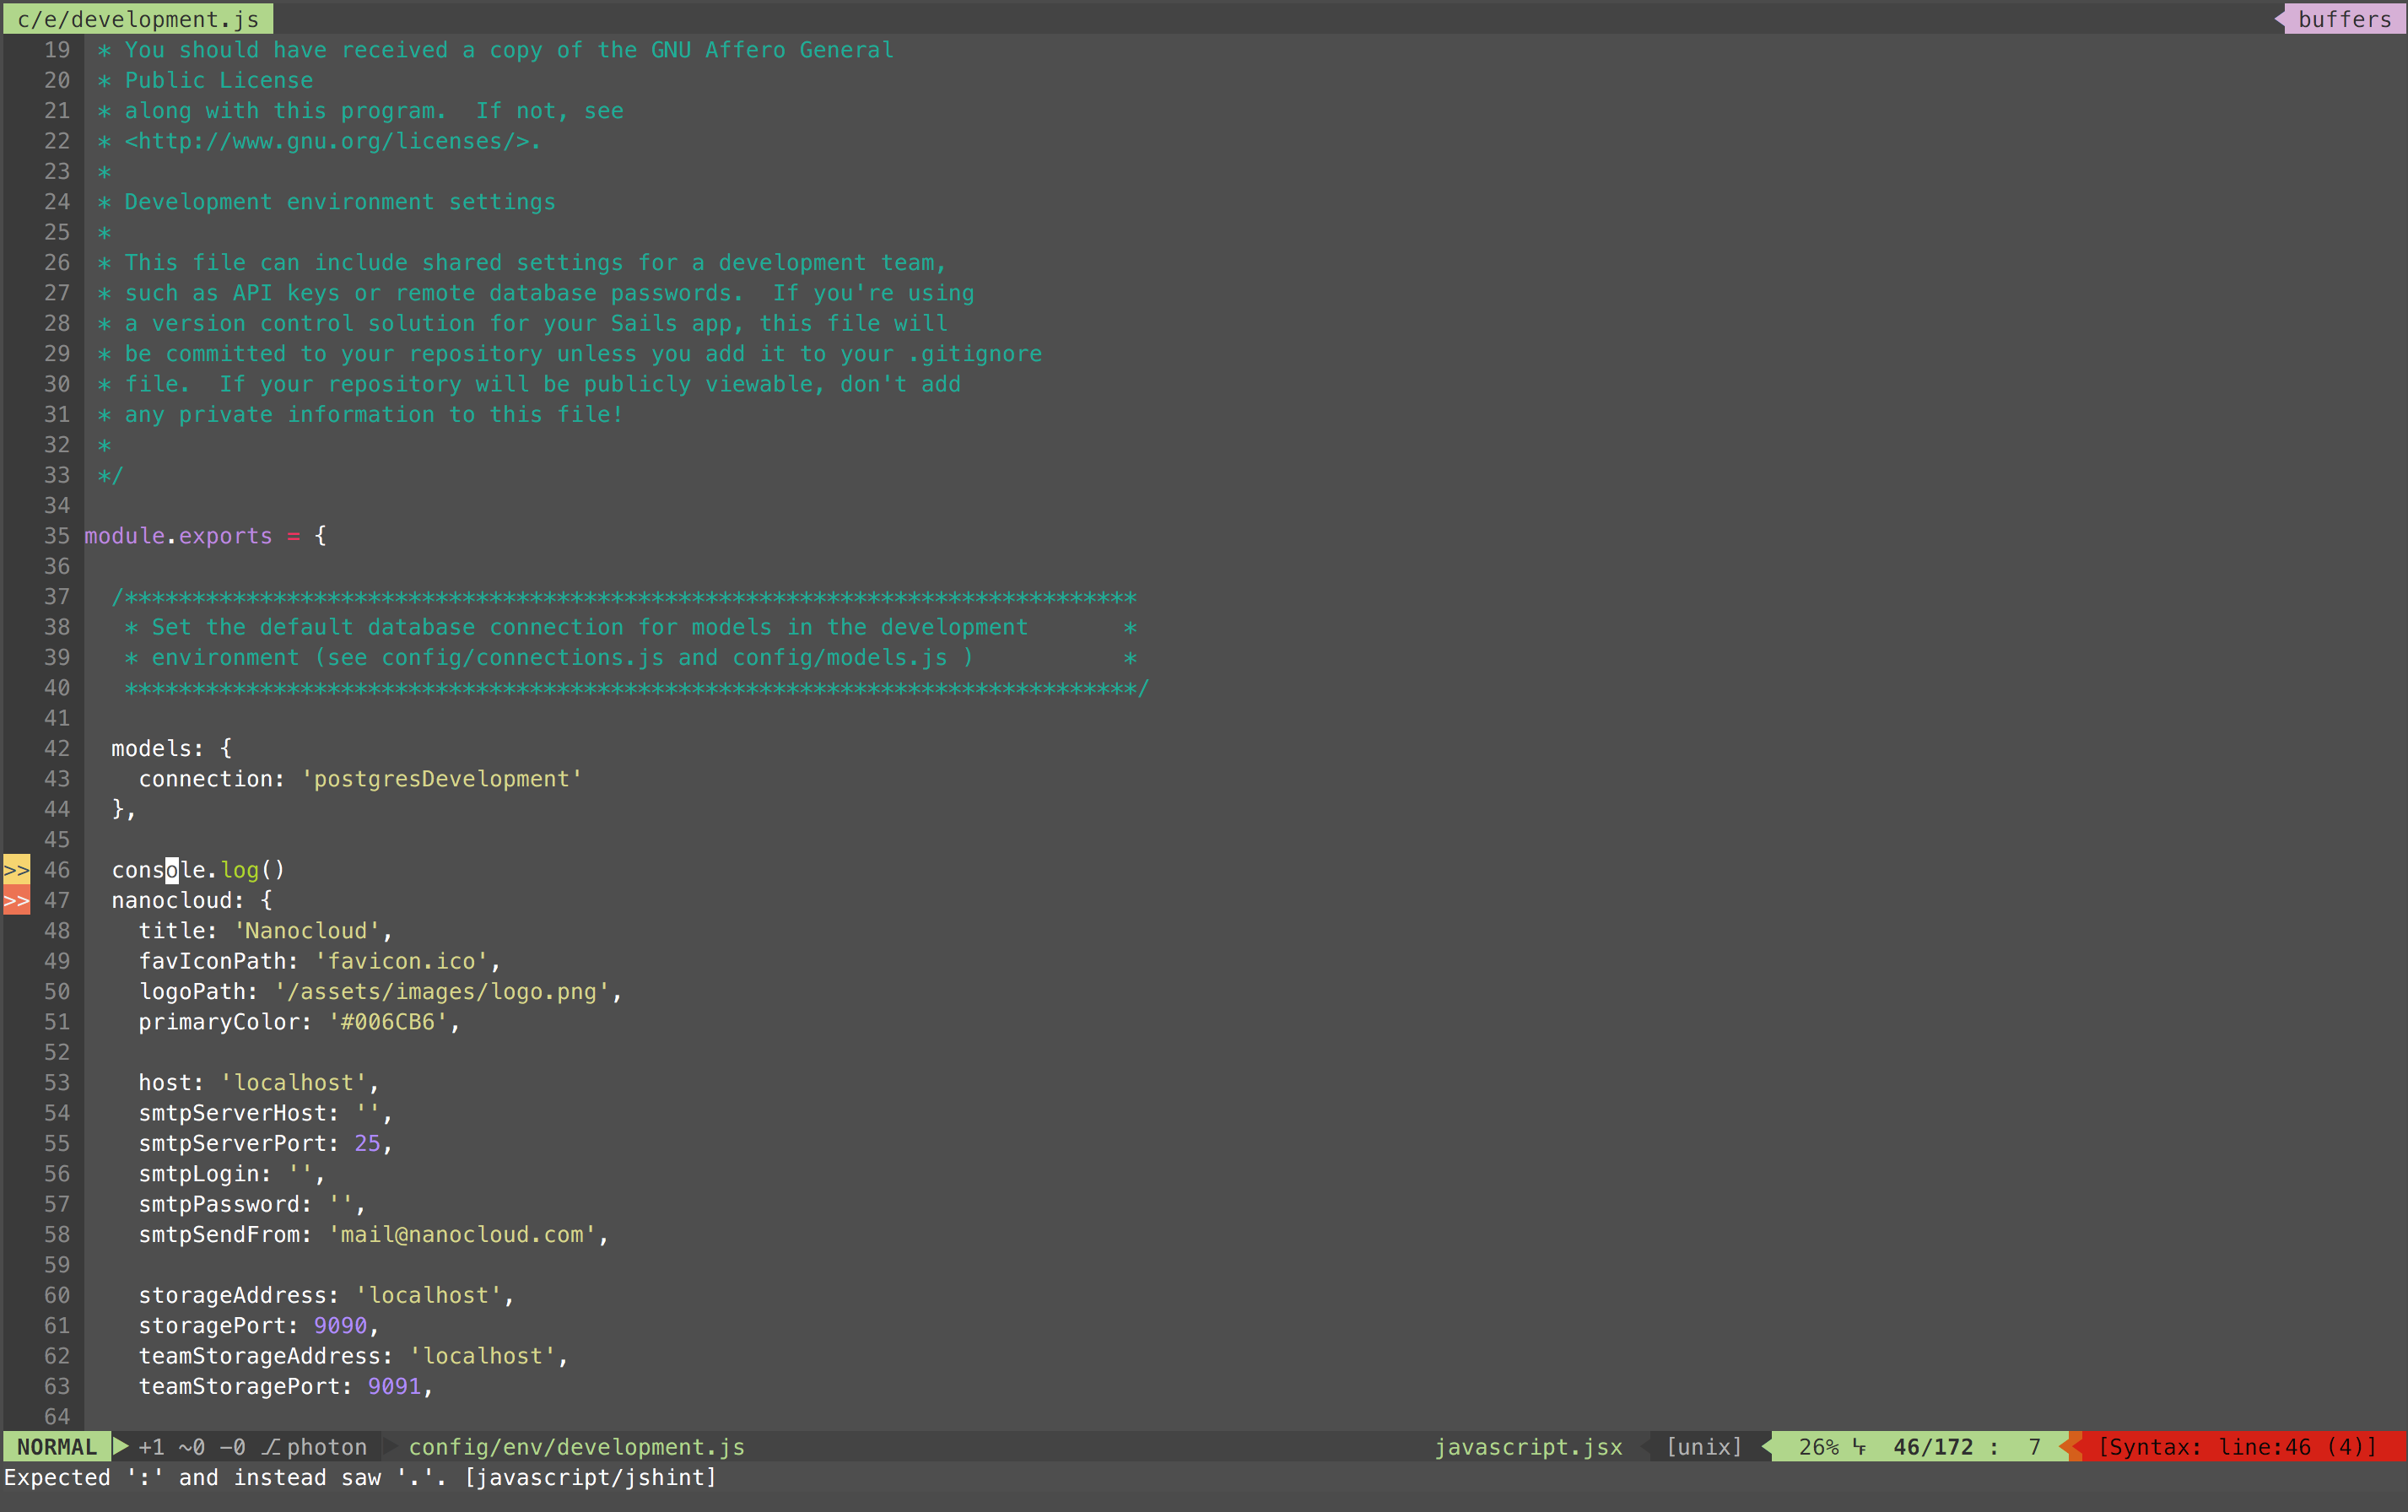 c/e/development.js buffers
19  * You should have received a copy of the GNU Affero General
20  * Public License
21  * along with this program.  If not, see
22  * <http://www.gnu.org/licenses/>.
23  *
24  * Development environment settings
25  *
26  * This file can include shared settings for a development team,
27  * such as API keys or remote database passwords.  If you're using
28  * a version control solution for your Sails app, this file will
29  * be committed to your repository unless you add it to your .gitignore
30  * file.  If your repository will be publicly viewable, don't add
31  * any private information to this file!
32  *
33  */
34
35 module.exports = {
36
37   /***************************************************************************
38    * Set the default database connection for models in the development       *
39    * environment (see config/connections.js and config/models.js )           *
40    ***************************************************************************/
41
42   models: {
43     connection: 'postgresDevelopment'
44   },
45
>> 46   console.log()
>> 47   nanocloud: {
48     title: 'Nanocloud',
49     favIconPath: 'favicon.ico',
50     logoPath: '/assets/images/logo.png',
51     primaryColor: '#006CB6',
52
53     host: 'localhost',
54     smtpServerHost: '',
55     smtpServerPort: 25,
56     smtpLogin: '',
57     smtpPassword: '',
58     smtpSendFrom: 'mail@nanocloud.com',
59
60     storageAddress: 'localhost',
61     storagePort: 9090,
62     teamStorageAddress: 'localhost',
63     teamStoragePort: 9091,
64
NORMAL +1 ~0 -0 ⎇ photon config/env/development.js javascript.jsx [unix] 26% ␊ 46/172 : 7 [Syntax: line:46 (4)]
Expected ':' and instead saw '.'. [javascript/jshint]